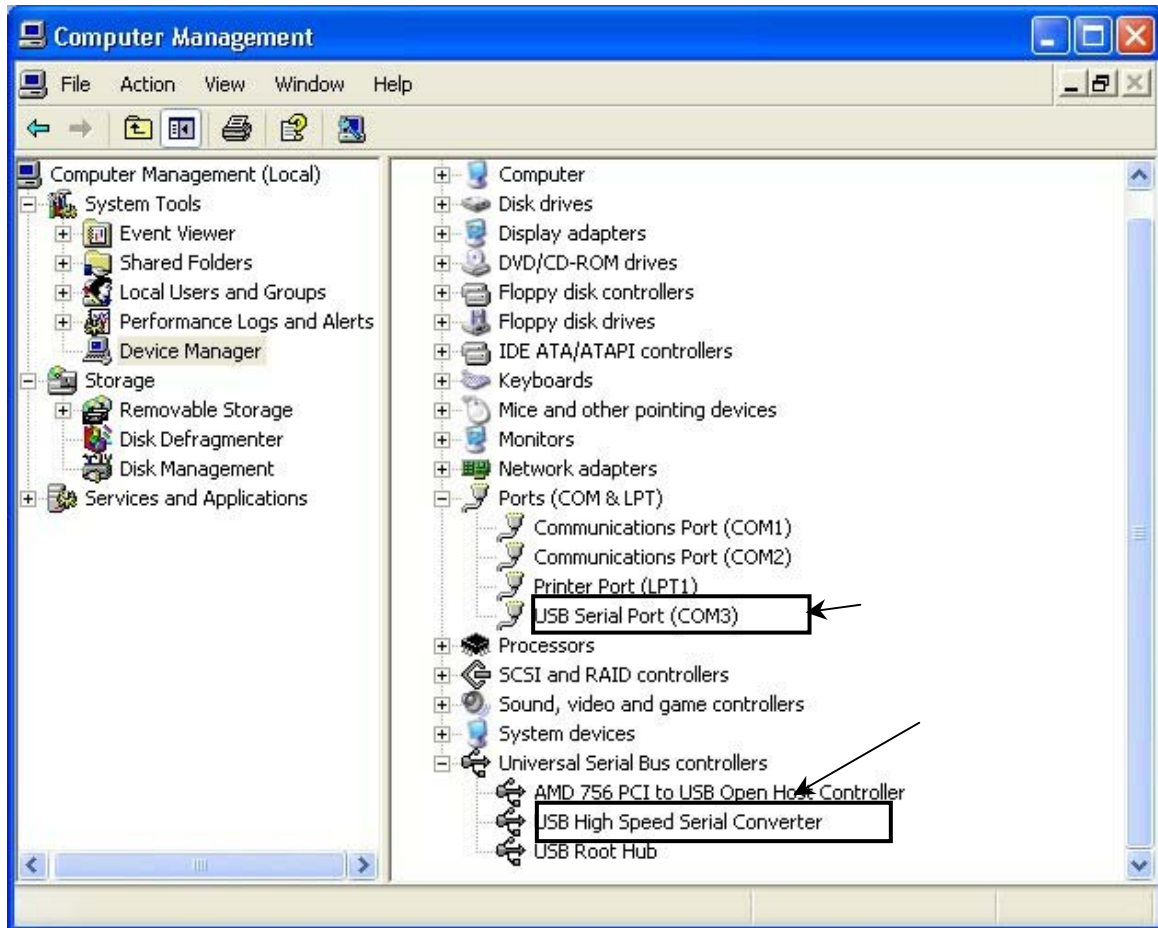 Computer Management
File Action View Window Help
Computer Management (Local)
System Tools
Event Viewer
Shared Folders
Local Users and Groups
Performance Logs and Alerts
Device Manager
Storage
Removable Storage
Disk Defragmenter
Disk Management
Services and Applications
Computer
Disk drives
Display adapters
DVD/CD-ROM drives
Floppy disk controllers
Floppy disk drives
IDE ATA/ATAPI controllers
Keyboards
Mice and other pointing devices
Monitors
Network adapters
Ports (COM & LPT)
Communications Port (COM1)
Communications Port (COM2)
Printer Port (LPT1)
USB Serial Port (COM3)
Processors
SCSI and RAID controllers
Sound, video and game controllers
System devices
Universal Serial Bus controllers
AMD 756 PCI to USB Open Host Controller
USB High Speed Serial Converter
USB Root Hub